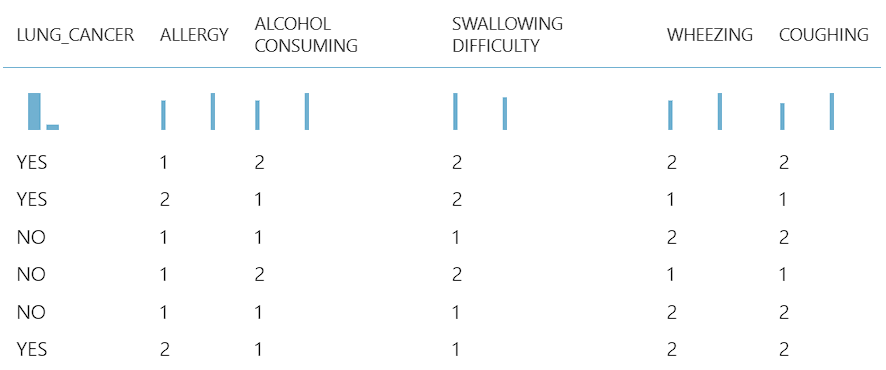 LUNG_CANCER ALLERGY ALCOHOL CONSUMING SWALLOWING DIFFICULTY WHEEZING COUGHING
YES 1 2 2 2 2
YES 2 1 2 1 1
NO 1 1 1 2 2
NO 1 2 2 1 1
NO 1 1 1 2 2
YES 2 1 1 2 2